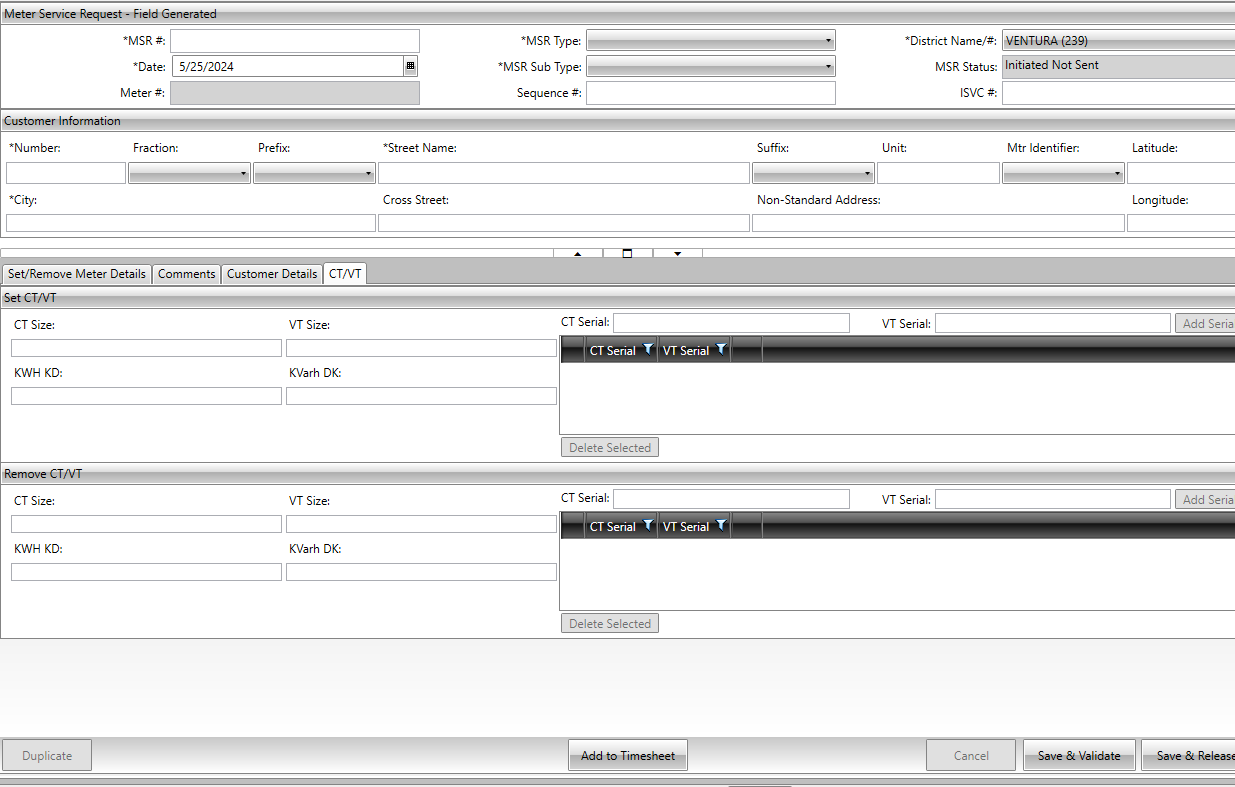 Meter Service Request - Field Generated
*MSR #: *MSR Type: *District Name/#: VENTURA (239)
*Date: 5/25/2024 *MSR Sub Type: MSR Status: Initiated Not Sent
Meter #: Sequence #: ISVC #:
Customer Information
*Number: Fraction: Prefix: *Street Name: Suffix: Unit: Mtr Identifier: Latitude:
*City: Cross Street: Non-Standard Address: Longitude:
Set/Remove Meter Details Comments Customer Details CT/VT
Set CT/VT
CT Size: VT Size: CT Serial: VT Serial: Add Seria
CT Serial VT Serial
KWH KD: KVarh DK:
Delete Selected
Remove CT/VT
CT Size: VT Size: CT Serial: VT Serial: Add Seria
CT Serial VT Serial
KWH KD: KVarh DK:
Delete Selected
Duplicate Add to Timesheet Cancel Save & Validate Save & Release